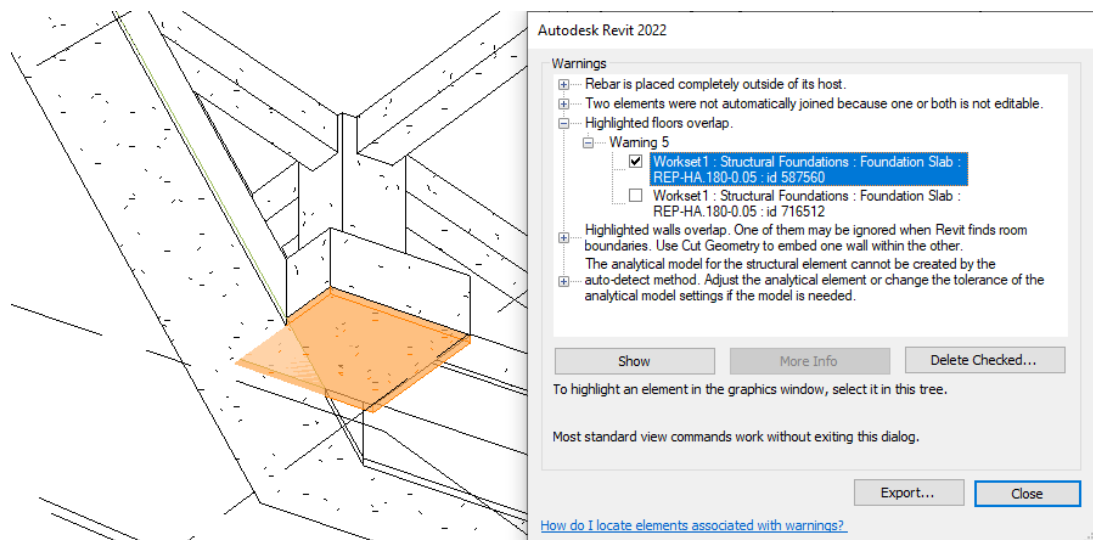 Autodesk Revit 2022
Warnings
Rebar is placed completely outside of its host.
Two elements were not automatically joined because one or both is not editable.
Highlighted floors overlap.
Warning 5
Workset1 : Structural Foundations : Foundation Slab :
REP-HA.180-0.05 : id 587560
Workset1 : Structural Foundations : Foundation Slab :
REP-HA.180-0.05 : id 716512
Highlighted walls overlap. One of them may be ignored when Revit finds room
boundaries. Use Cut Geometry to embed one wall within the other.
The analytical model for the structural element cannot be created by the
auto-detect method. Adjust the analytical element or change the tolerance of the
analytical model settings if the model is needed.
Show
More Info
Delete Checked...
To highlight an element in the graphics window, select it in this tree.
Most standard view commands work without exiting this dialog.
Export...
Close
How do I locate elements associated with warnings?